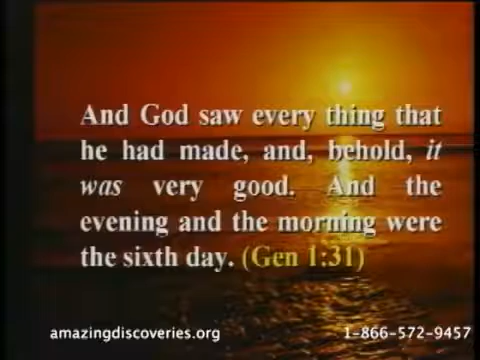 And God saw every thing that
he had made, and, behold, it
was very good. And the
evening and the morning were
the sixth day. (Gen 1:31)
amazingdiscoveries.org
1-866-572-9457